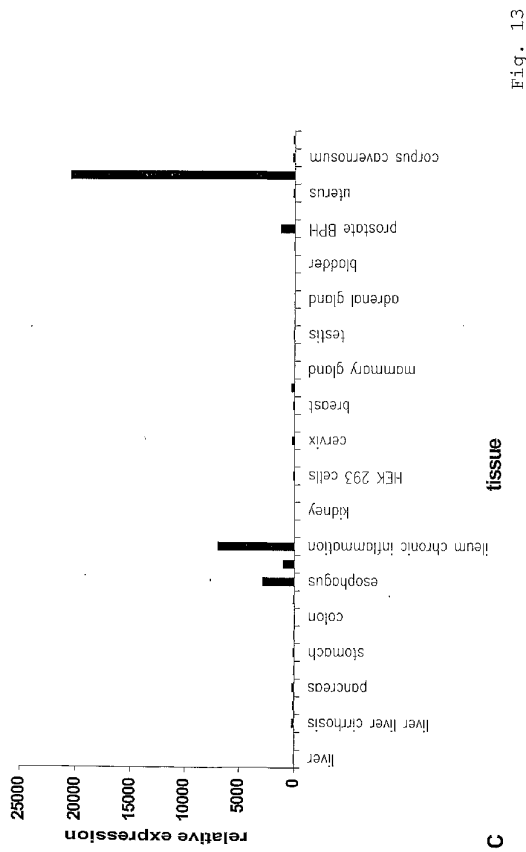 relative expression
25000
20000
15000
10000
5000
0
liver
liver liver cirrhosis
pancreas
stomach
colon
esophagus
ileum chronic inflammation
kidney
HEK 293 cells
cervix
breast
mammary gland
testis
adrenal gland
bladder
prostate BPH
uterus
corpus cavernosum
tissue
C
Fig. 13